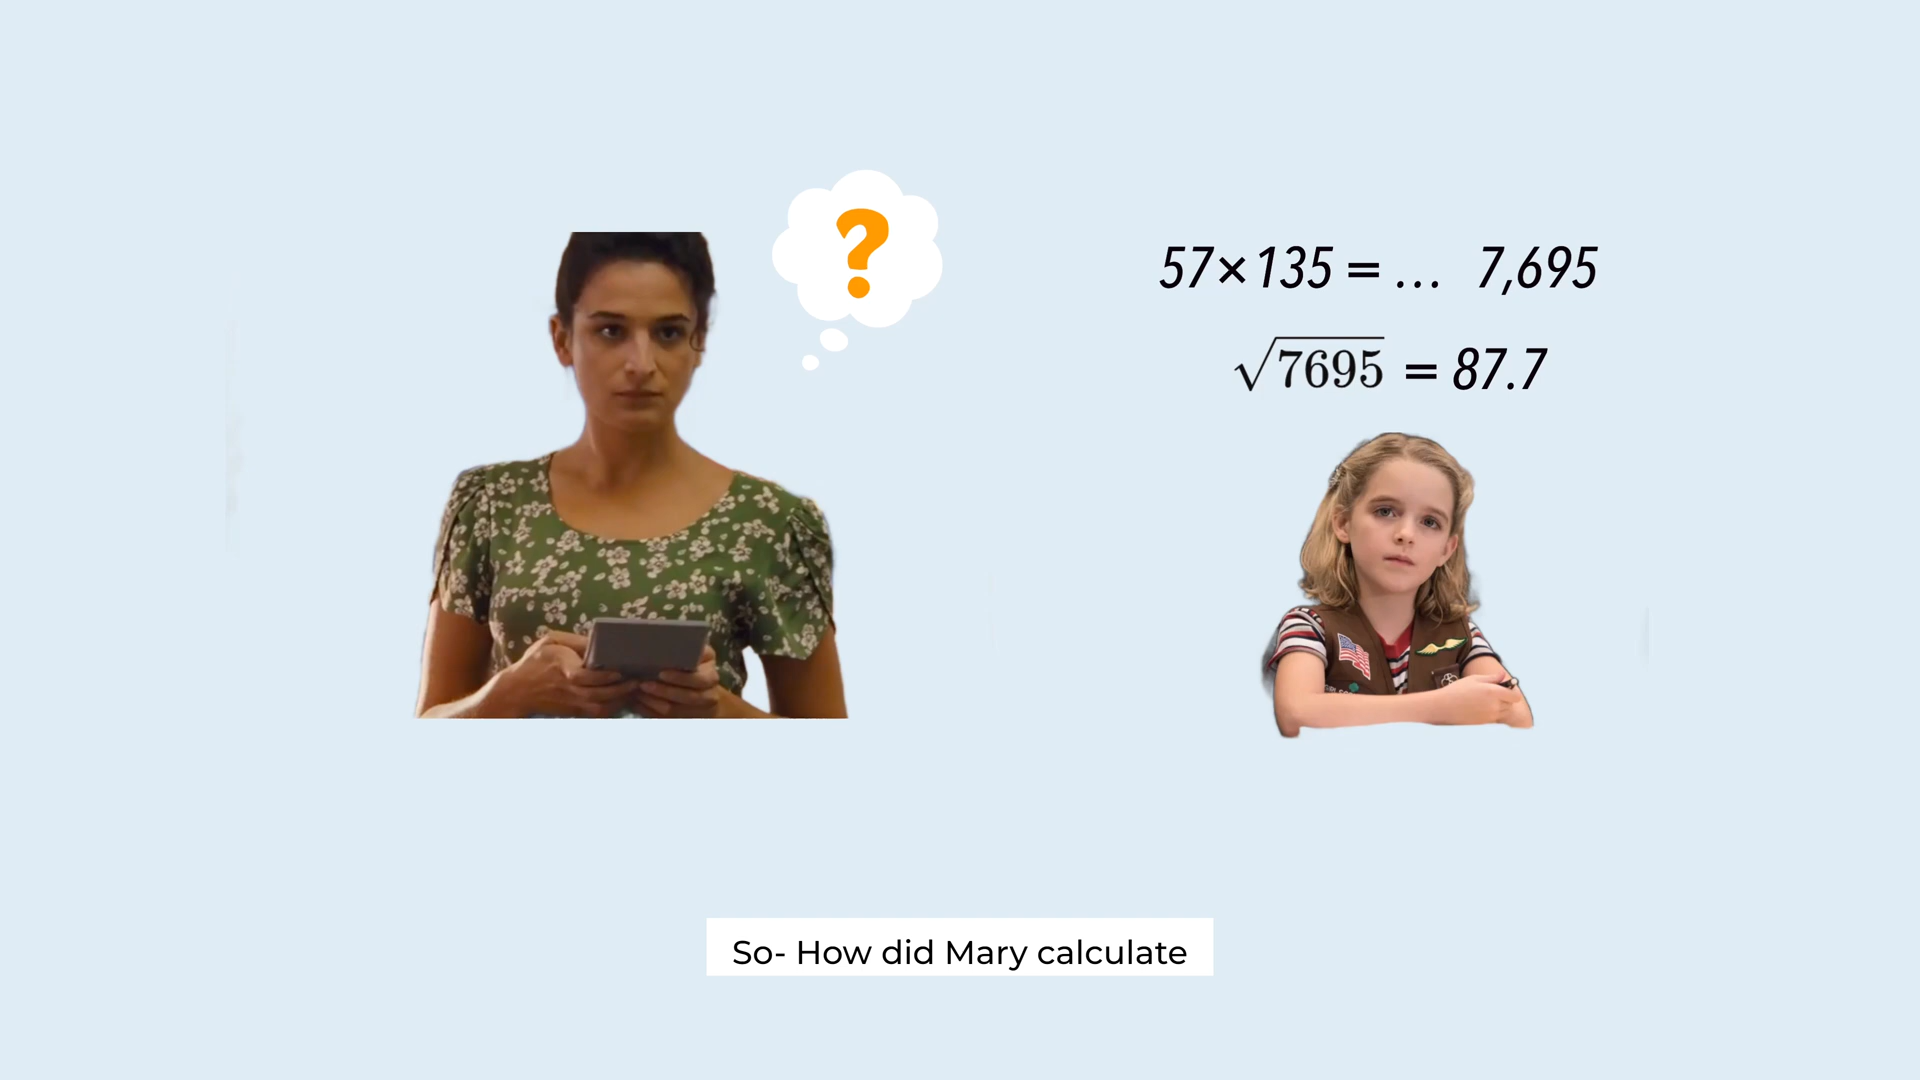 ?
57×135 = ... 7,695
√7695 = 87.7
So- How did Mary calculate